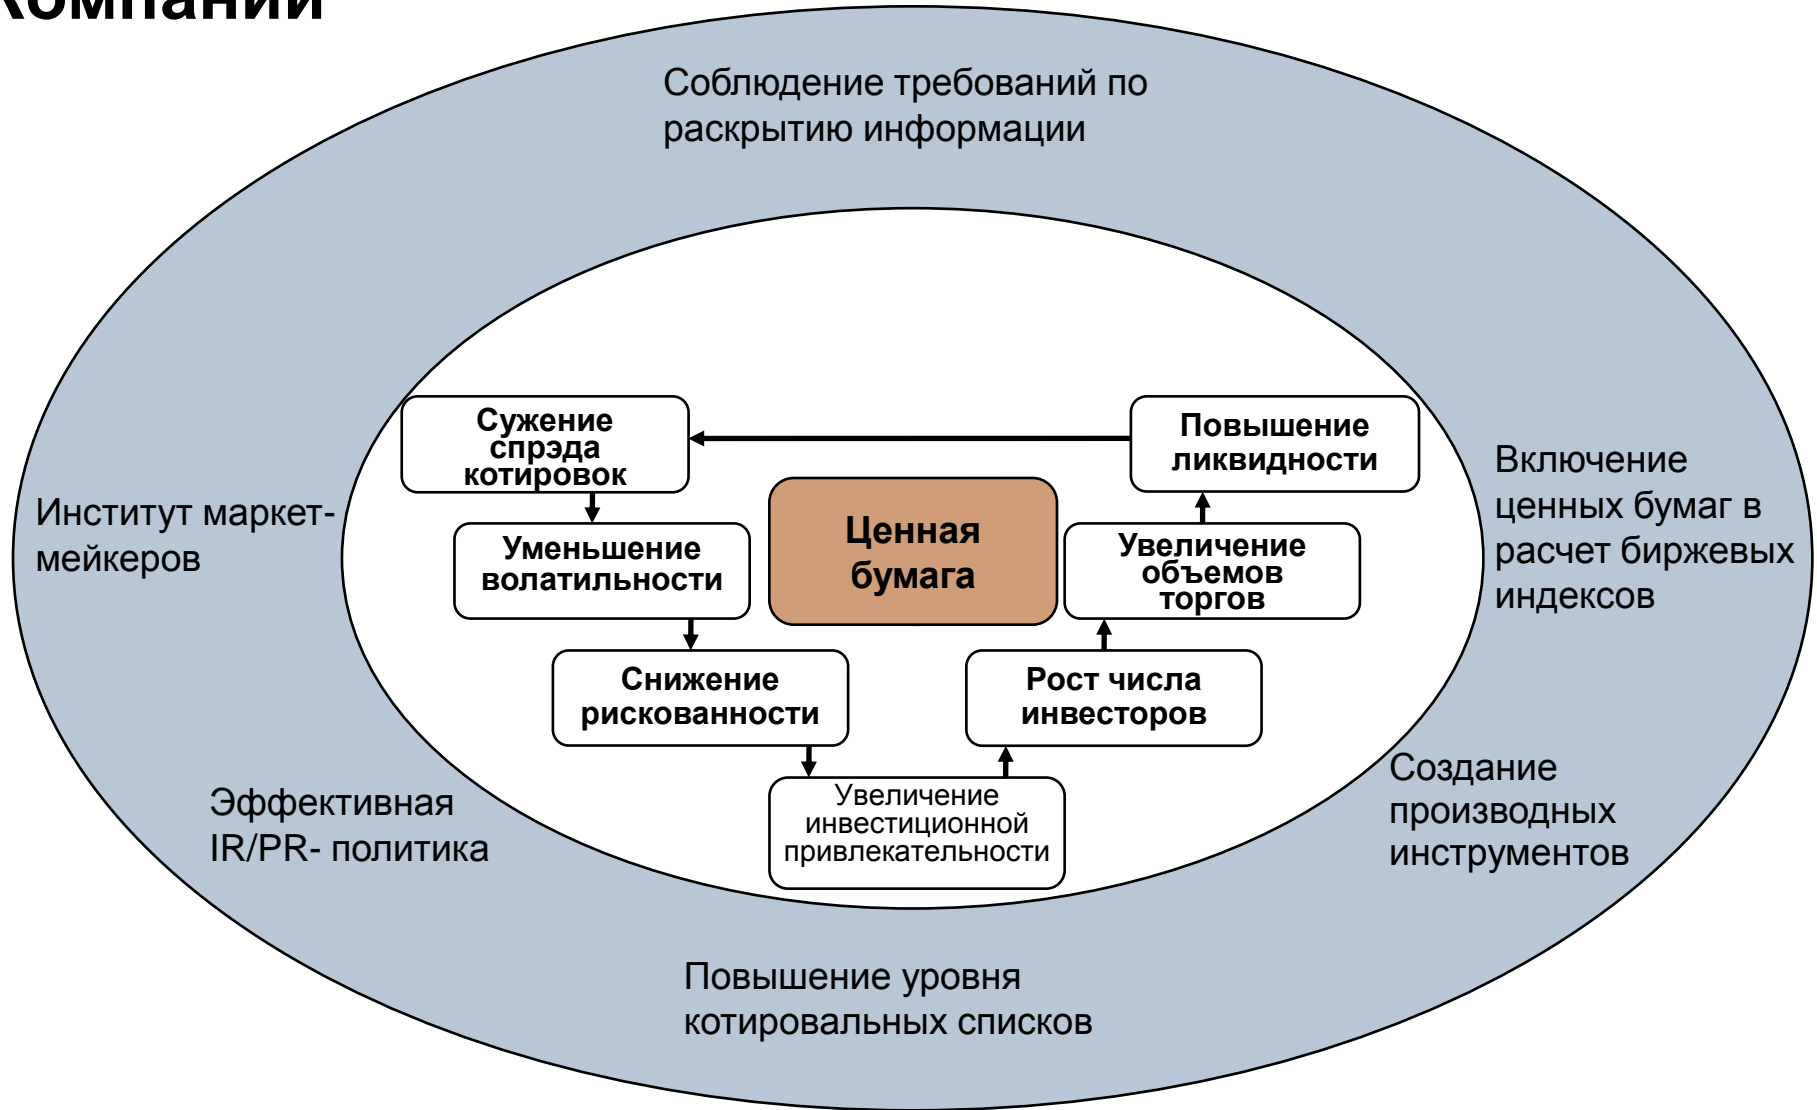 Компании
Соблюдение требований по
раскрытию информации
Сужение
спрэда
котировок
Повышение
ликвидности
Включение
ценных бумаг в
расчет биржевых
индексов
Институт маркет-
мейкеров
Ценная
бумага
Уменьшение
волатильности
Увеличение
объемов
торгов
Снижение
рискованности
Рост числа
инвесторов
Увеличение
инвестиционной
привлекательности
Эффективная
IR/PR- политика
Создание
производных
инструментов
Повышение уровня
котировальных списков